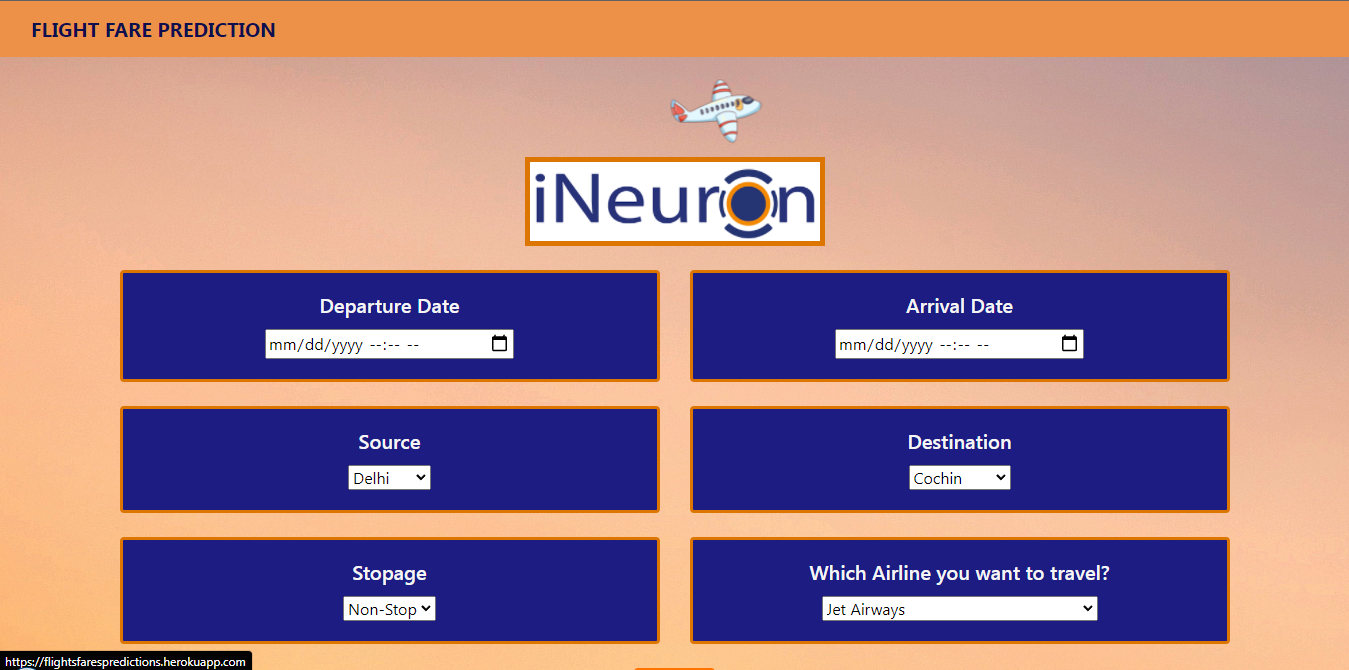 FLIGHT FARE PREDICTION
iNeuron
Departure Date
mm/dd/yyyy --:-- --
Arrival Date
mm/dd/yyyy --:-- --
Source
Delhi
Destination
Cochin
Stopage
Non-Stop
Which Airline you want to travel?
Jet Airways
https://flightsfarespredictions.herokuapp.com